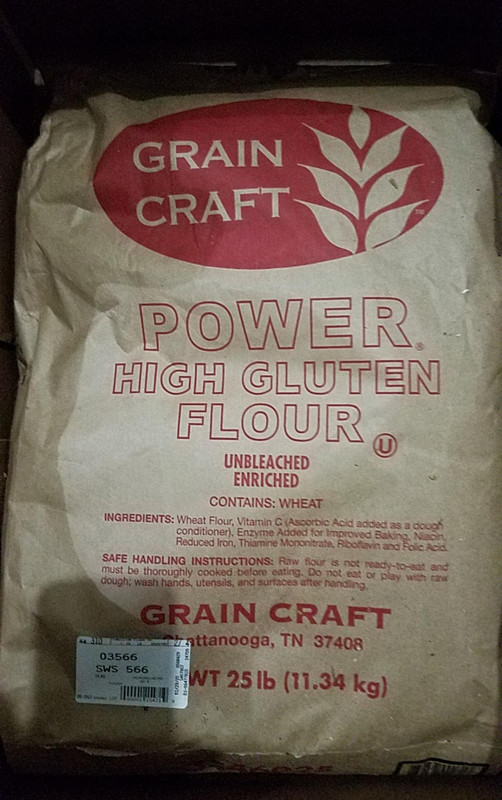 GRAIN
CRAFT
TM
POWER®
HIGH GLUTEN
FLOUR
U
UNBLEACHED
ENRICHED
CONTAINS: WHEAT
INGREDIENTS: Wheat Flour, Vitamin C (Ascorbic Acid added as a dough
conditioner), Enzyme Added for Improved Baking, Niacin,
Reduced Iron, Thiamine Mononitrate, Riboflavin and Folic Acid.
SAFE HANDLING INSTRUCTIONS: Raw flour is not ready-to-eat and
must be thoroughly cooked before eating. Do not eat or play with raw
dough; wash hands, utensils, and surfaces after handling.
GRAIN CRAFT
Chattanooga, TN 37408
WT 25 lb (11.34 kg)
03566
SWS 566